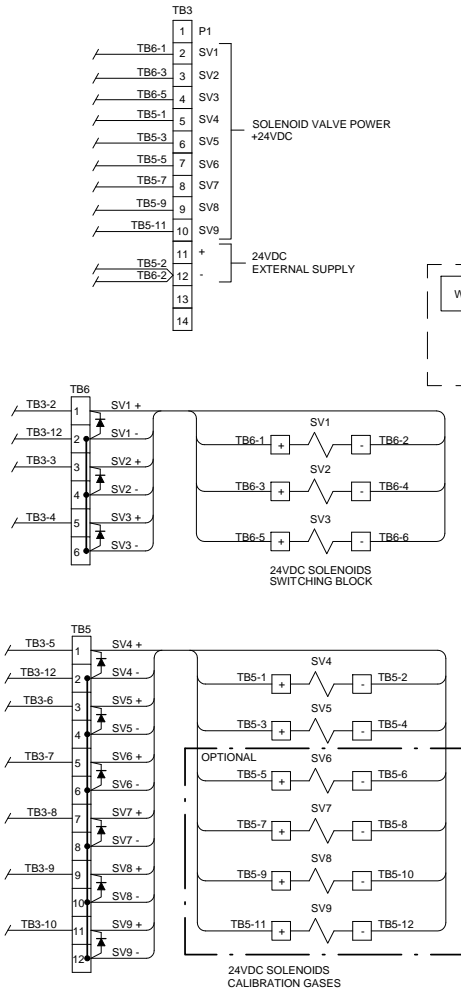 TB3
1 P1
TB6-1 2 SV1
TB6-3 3 SV2
TB6-5 4 SV3
TB5-1 5 SV4
TB5-3 6 SV5
TB5-5 7 SV6
TB5-7 8 SV7
TB5-9 9 SV8
TB5-11 10 SV9
SOLENOID VALVE POWER
+24VDC
11 +
TB5-2
TB6-2 12 -
24VDC
EXTERNAL SUPPLY
13
14
W
TB6
TB3-2 1 SV1 +
TB3-12 2 SV1 -
TB3-3 3 SV2 +
4 SV2 -
TB3-4 5 SV3 +
6 SV3 -
SV1
TB6-1 + - TB6-2
SV2
TB6-3 + - TB6-4
SV3
TB6-5 + - TB6-6
24VDC SOLENOIDS
SWITCHING BLOCK
TB5
TB3-5 1 SV4 +
TB3-12 2 SV4 -
TB3-6 3 SV5 +
4 SV5 -
TB3-7 5 SV6 +
6 SV6 -
TB3-8 7 SV7 +
8 SV7 -
TB3-9 9 SV8 +
10 SV8 -
TB3-10 11 SV9 +
12 SV9 -
SV4
TB5-1 + - TB5-2
SV5
TB5-3 + - TB5-4
OPTIONAL
SV6
TB5-5 + - TB5-6
SV7
TB5-7 + - TB5-8
SV8
TB5-9 + - TB5-10
SV9
TB5-11 + - TB5-12
24VDC SOLENOIDS
CALIBRATION GASES